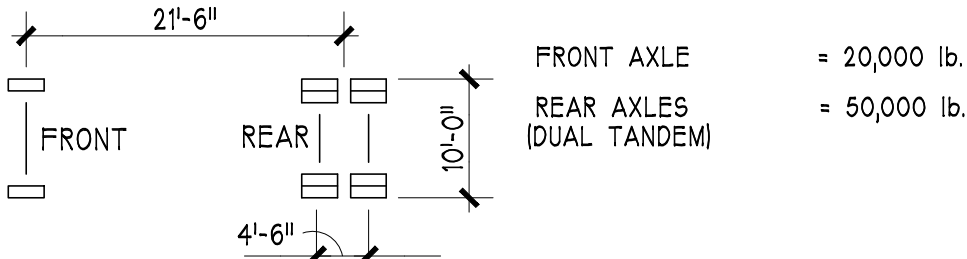 21'-6"
FRONT AXLE = 20,000 lb.
REAR AXLES = 50,000 lb.
(DUAL TANDEM)
FRONT
REAR
10'-0"
4'-6"